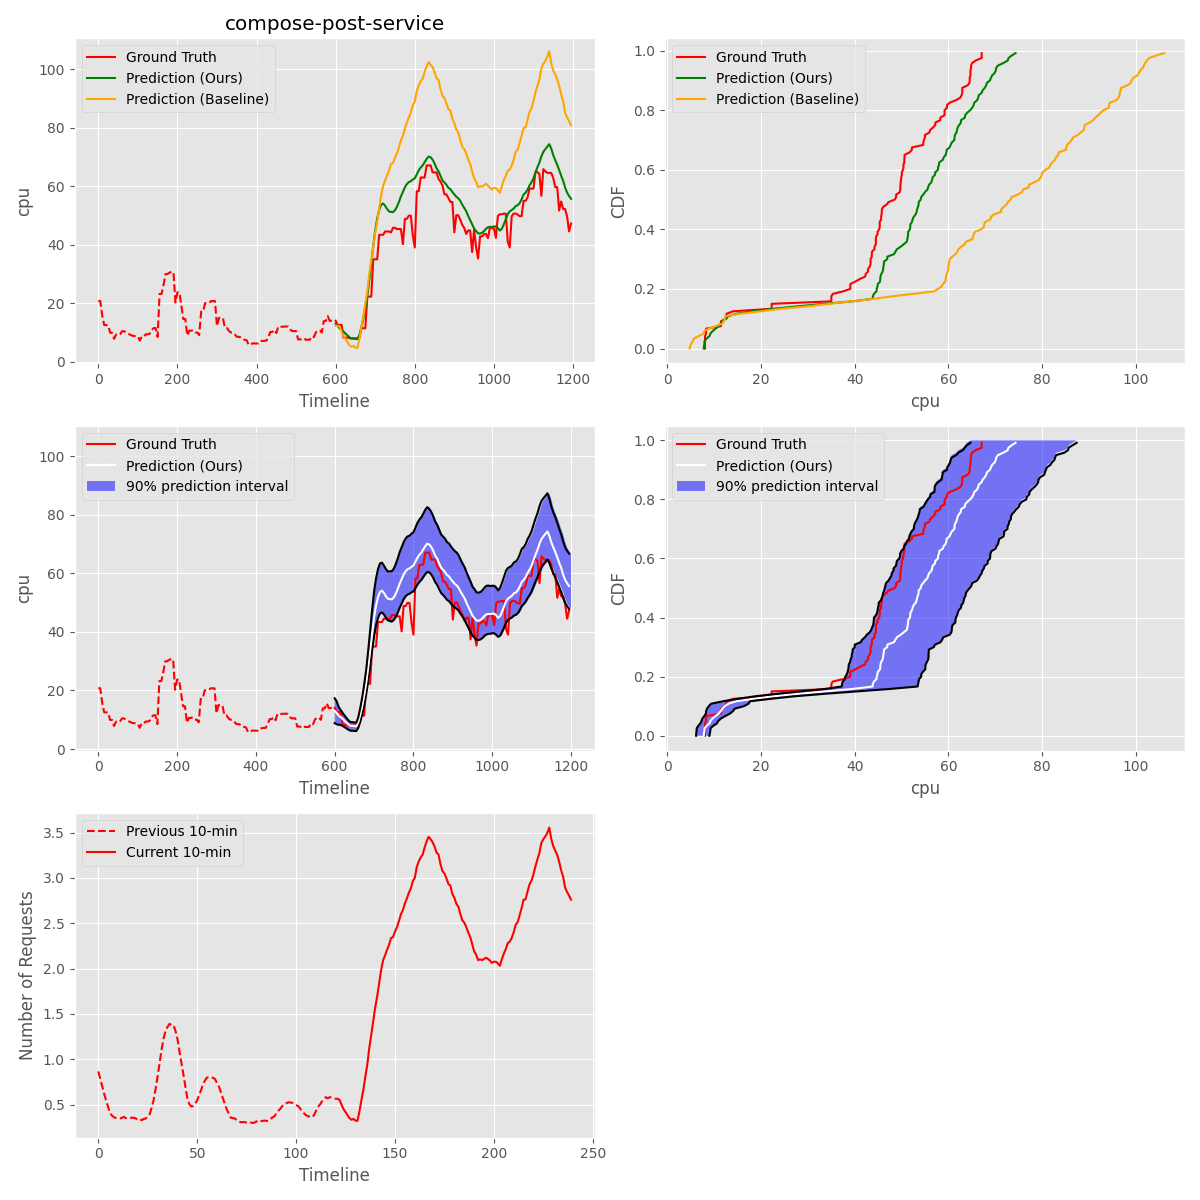 compose-post-service
Ground Truth
Prediction (Ours)
Prediction (Baseline)
cpu
100
80
60
40
20
0
0 200 400 600 800 1000 1200
Timeline
Ground Truth
Prediction (Ours)
Prediction (Baseline)
CDF
1.0
0.8
0.6
0.4
0.2
0.0
0 20 40 60 80 100
cpu
Ground Truth
Prediction (Ours)
90% prediction interval
cpu
100
80
60
40
20
0
0 200 400 600 800 1000 1200
Timeline
Ground Truth
Prediction (Ours)
90% prediction interval
CDF
1.0
0.8
0.6
0.4
0.2
0.0
0 20 40 60 80 100
cpu
Previous 10-min
Current 10-min
Number of Requests
3.5
3.0
2.5
2.0
1.5
1.0
0.5
0 50 100 150 200 250
Timeline